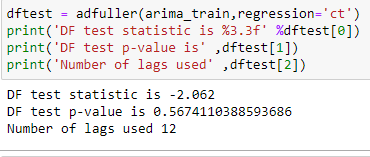 dftest = adfuller(arima_train,regression='ct')
print('DF test statistic is %3.3f' %dftest[0])
print('DF test p-value is' ,dftest[1])
print('Number of lags used' ,dftest[2])
DF test statistic is -2.062
DF test p-value is 0.5674110388593686
Number of lags used 12